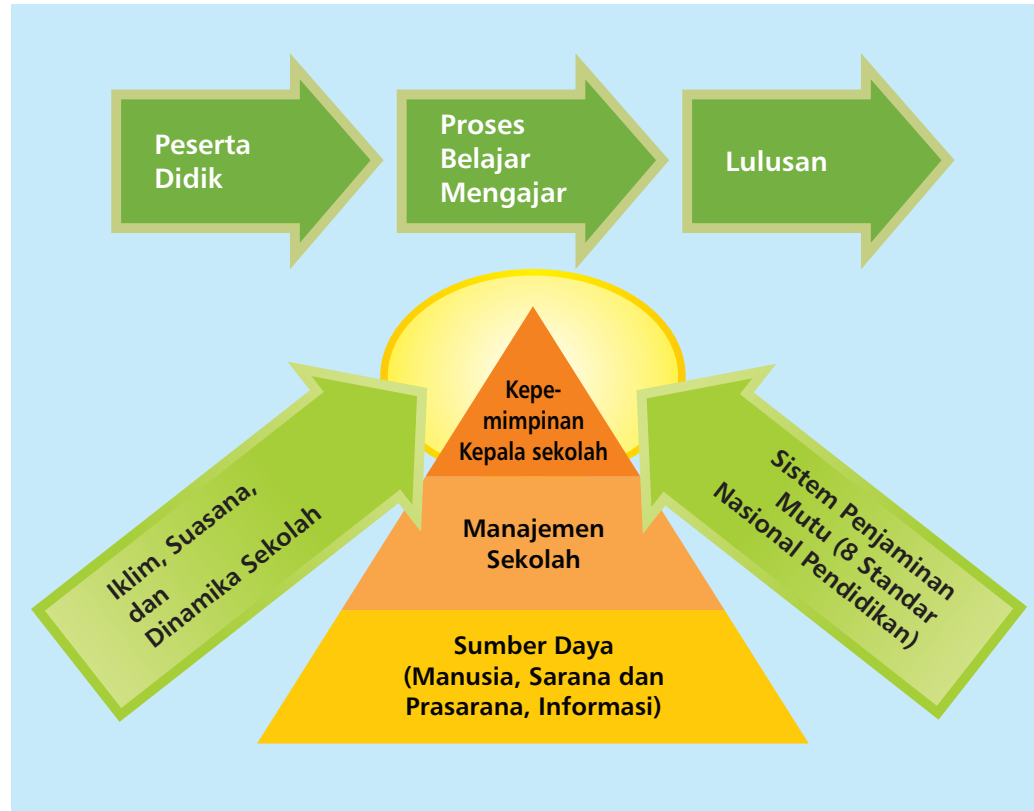 Peserta
Didik
Proses
Belajar
Mengajar
Lulusan
Kepe-
mimpinan
Kepala sekolah
Manajemen
Sekolah
Sumber Daya
(Manusia, Sarana dan
Prasarana, Informasi)
Iklim, Suasana,
dan
Dinamika Sekolah
Sistem Penjaminan
Mutu (8 Standar
Nasional Pendidikan)